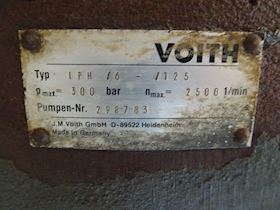 VOITH
Typ IPH /6 - /125
pmax.= 300 bar nmax.= 2500 1/min
Pumpen-Nr. 298783
J.M. Voith GmbH D-89522 Heidenheim
Made in Germany